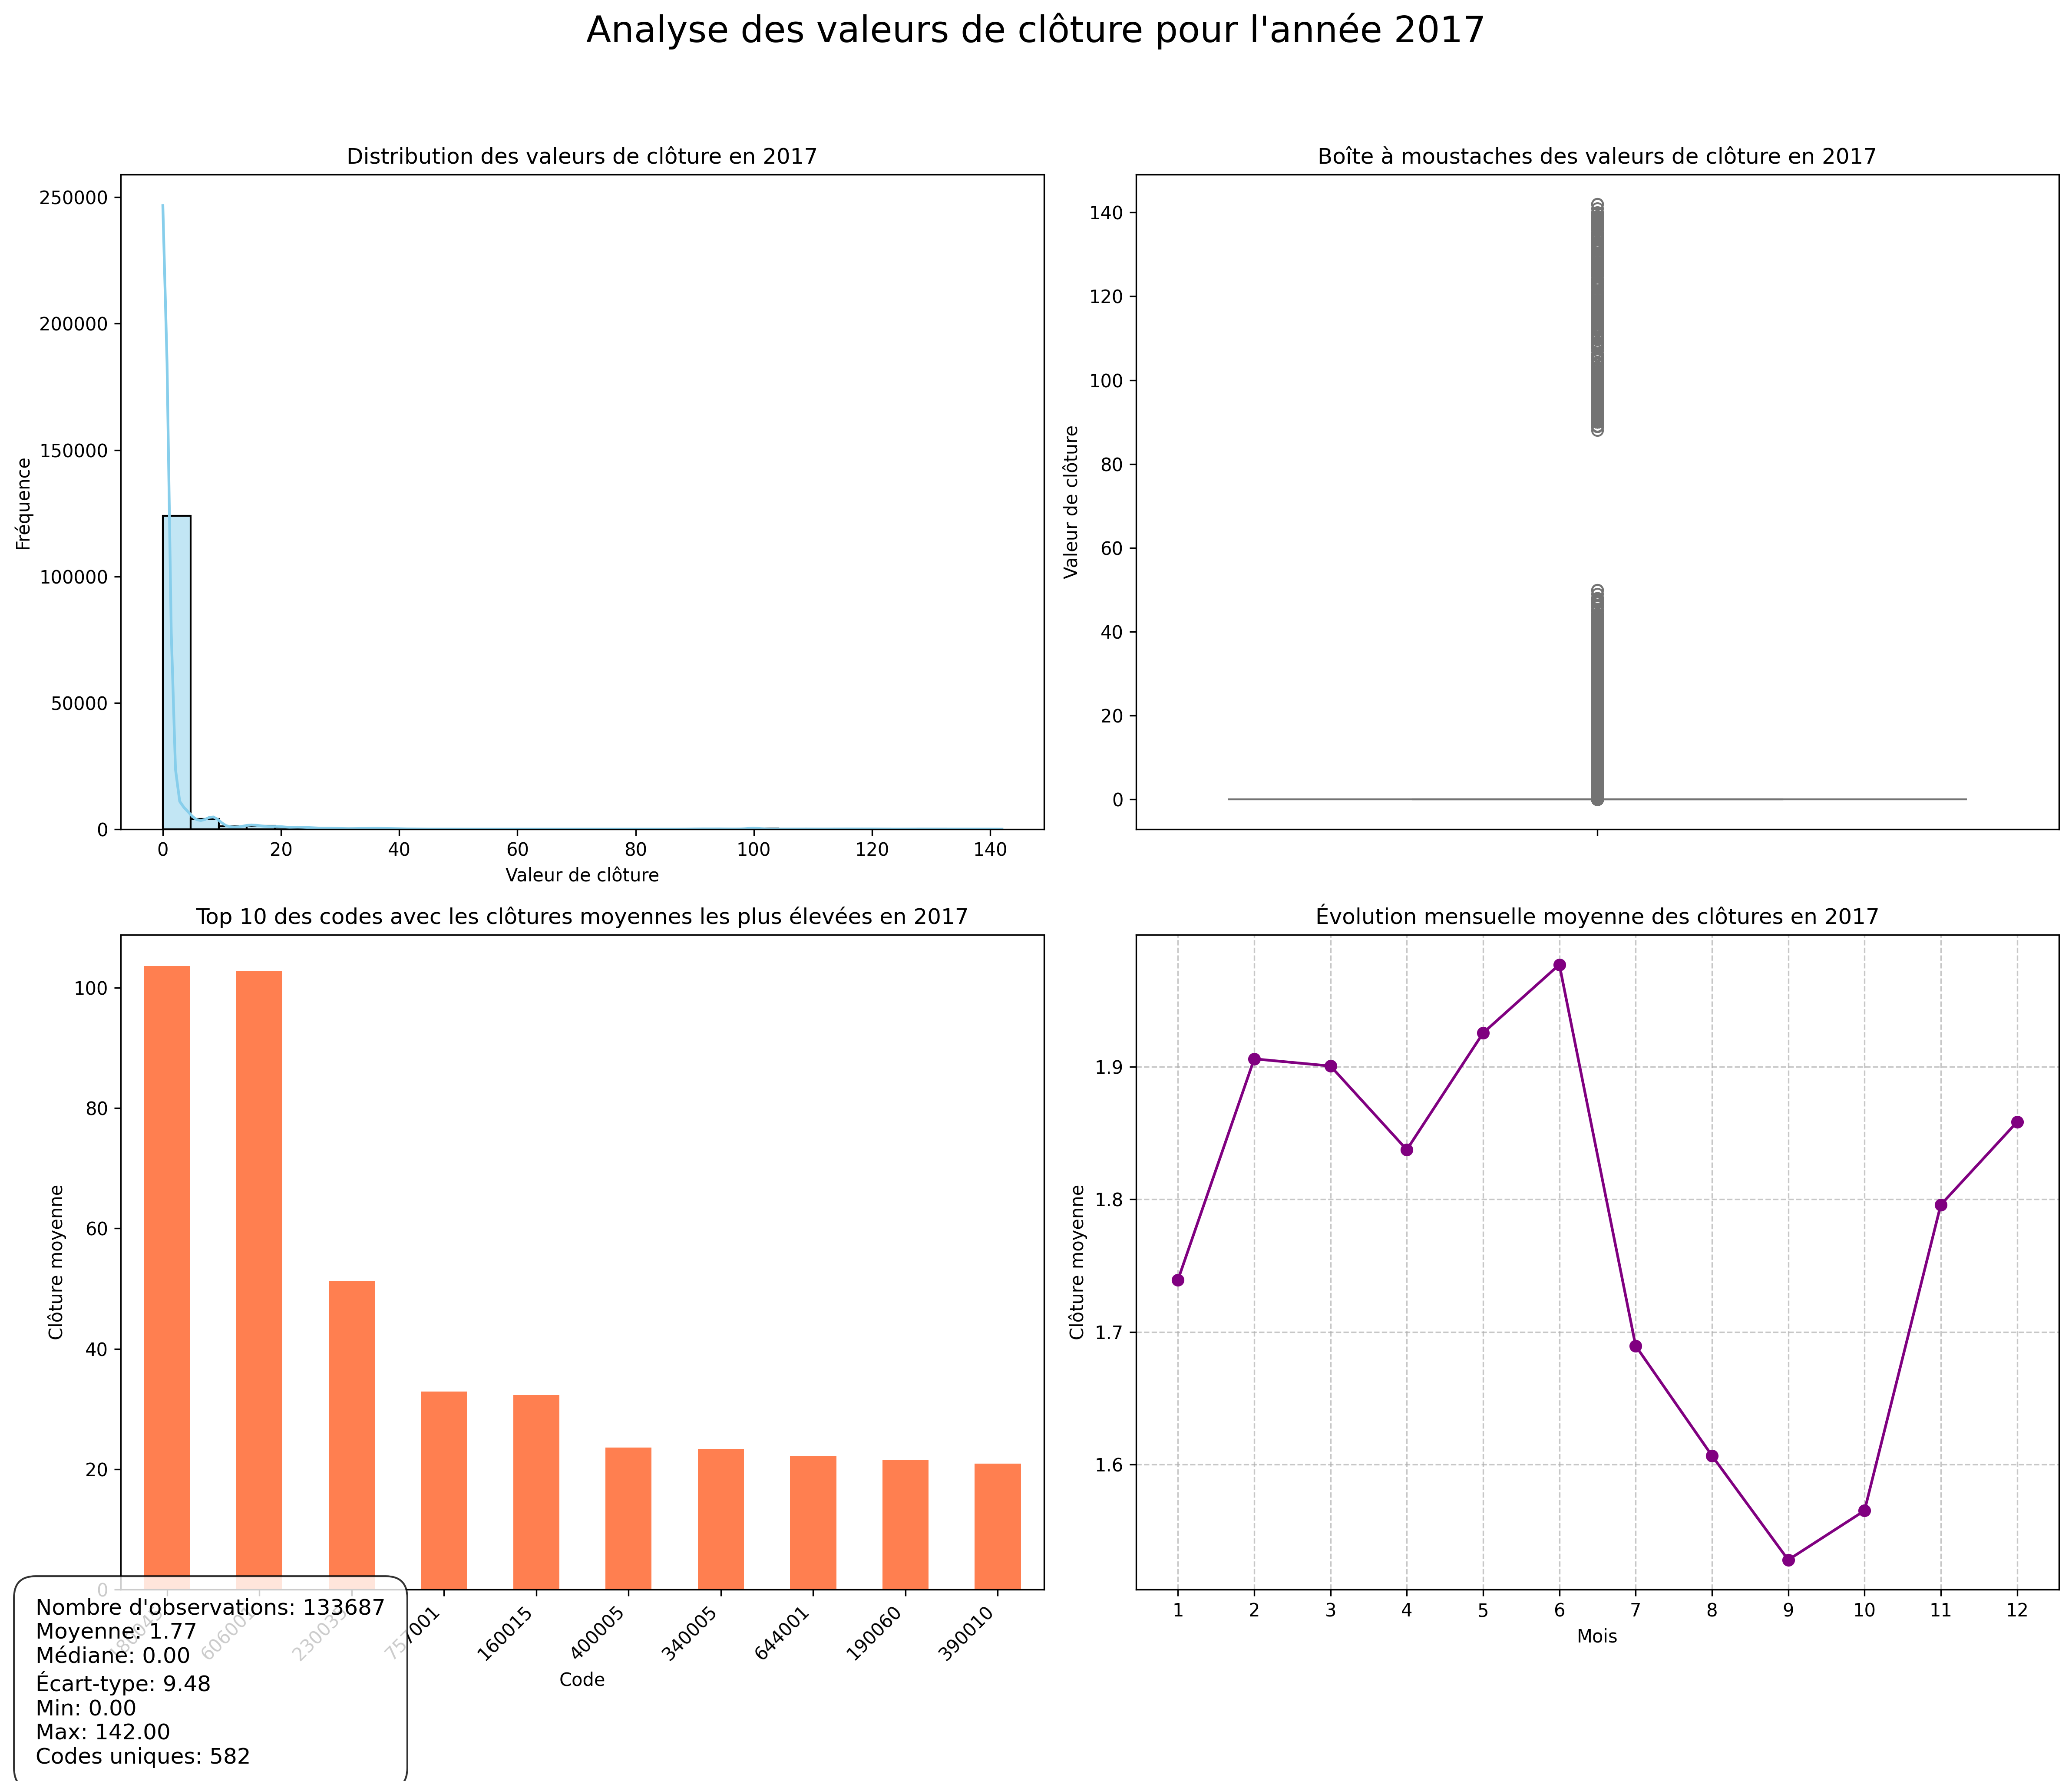 Analyse des valeurs de clôture pour l'année 2017
Distribution des valeurs de clôture en 2017
Fréquence
250000
200000
150000
100000
50000
0
0 20 40 60 80 100 120 140
Valeur de clôture
Boîte à moustaches des valeurs de clôture en 2017
Valeur de clôture
140
120
100
80
60
40
20
0
Top 10 des codes avec les clôtures moyennes les plus élevées en 2017
Clôture moyenne
100
80
60
40
20
0
757001 160015 400005 3400005 644001 1900060 390010
Code
Évolution mensuelle moyenne des clôtures en 2017
Clôture moyenne
1.9
1.8
1.7
1.6
1 2 3 4 5 6 7 8 9 10 11 12
Mois
Nombre d'observations: 133687
Moyenne: 1.77
Médiane: 0.00
Écart-type: 9.48
Min: 0.00
Max: 142.00
Codes uniques: 582